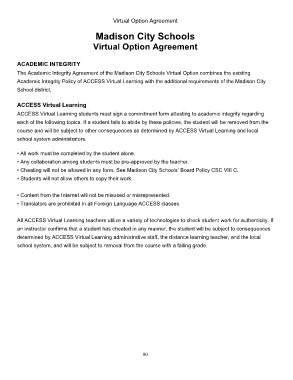 Virtual Option Agreement
Madison City Schools
Virtual Option Agreement
ACADEMIC INTEGRITY
The Academic Integrity Agreement of the Madison City Schools Virtual Option combines the existing
Academic Integrity Policy of ACCESS Virtual Learning with the additional requirements of the Madison City
School district.
ACCESS Virtual Learning
ACCESS Virtual Learning students must sign a commitment form attesting to academic integrity regarding
each of the following topics. If a student fails to abide by these policies, the student will be removed from the
course and will be subject to other consequences as determined by ACCESS Virtual Learning and local
school system administrators.
• All work must be completed by the student alone.
• Any collaboration among students must be pre-approved by the teacher.
• Cheating will not be allowed in any form. See Madison City Schools' Board Policy CSC VIII C.
• Students will not allow others to copy their work.
• Content from the Internet will not be misused or misrepresented.
• Translators are prohibited in all Foreign Language ACCESS classes
All ACCESS Virtual Learning teachers utilize a variety of technologies to check student work for authenticity. If
an instructor confirms that a student has cheated in any manner, the student will be subject to consequences
determined by ACCESS Virtual Learning administrative staff, the distance learning teacher, and the local
school system, and will be subject to removal from the course with a failing grade.